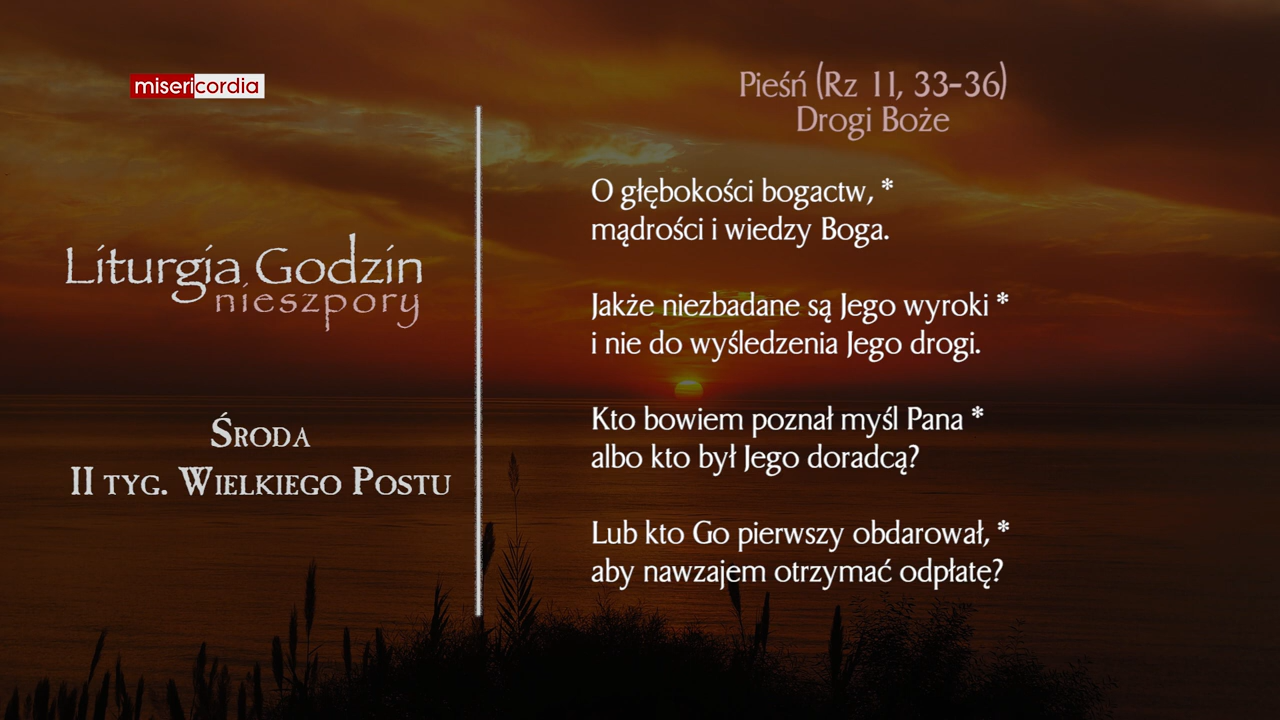 misericordia
Liturgia Godzin
nieszpory
Środa
II tyg. Wielkiego Postu
Pieśń (Rz 11, 33-36)
Drogi Boże
O głębokości bogactw, *
mądrości i wiedzy Boga.
Jakże niezbadane są Jego wyroki *
i nie do wyśledzenia Jego drogi.
Kto bowiem poznał myśl Pana *
albo kto był Jego doradcą?
Lub kto Go pierwszy obdarował, *
aby nawzajem otrzymać odpłatę?